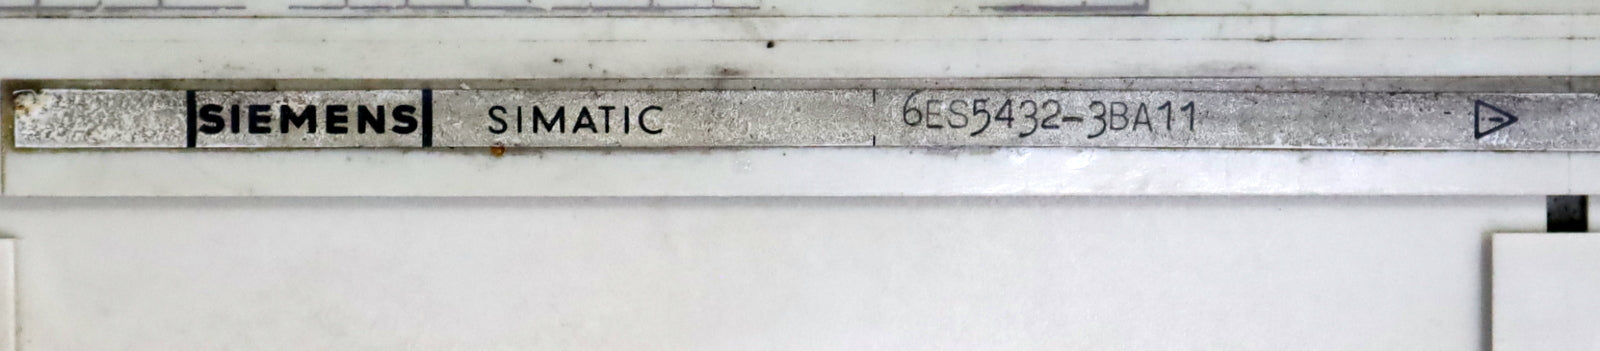 SIEMENS SIMATIC 6ES5432-3BA11